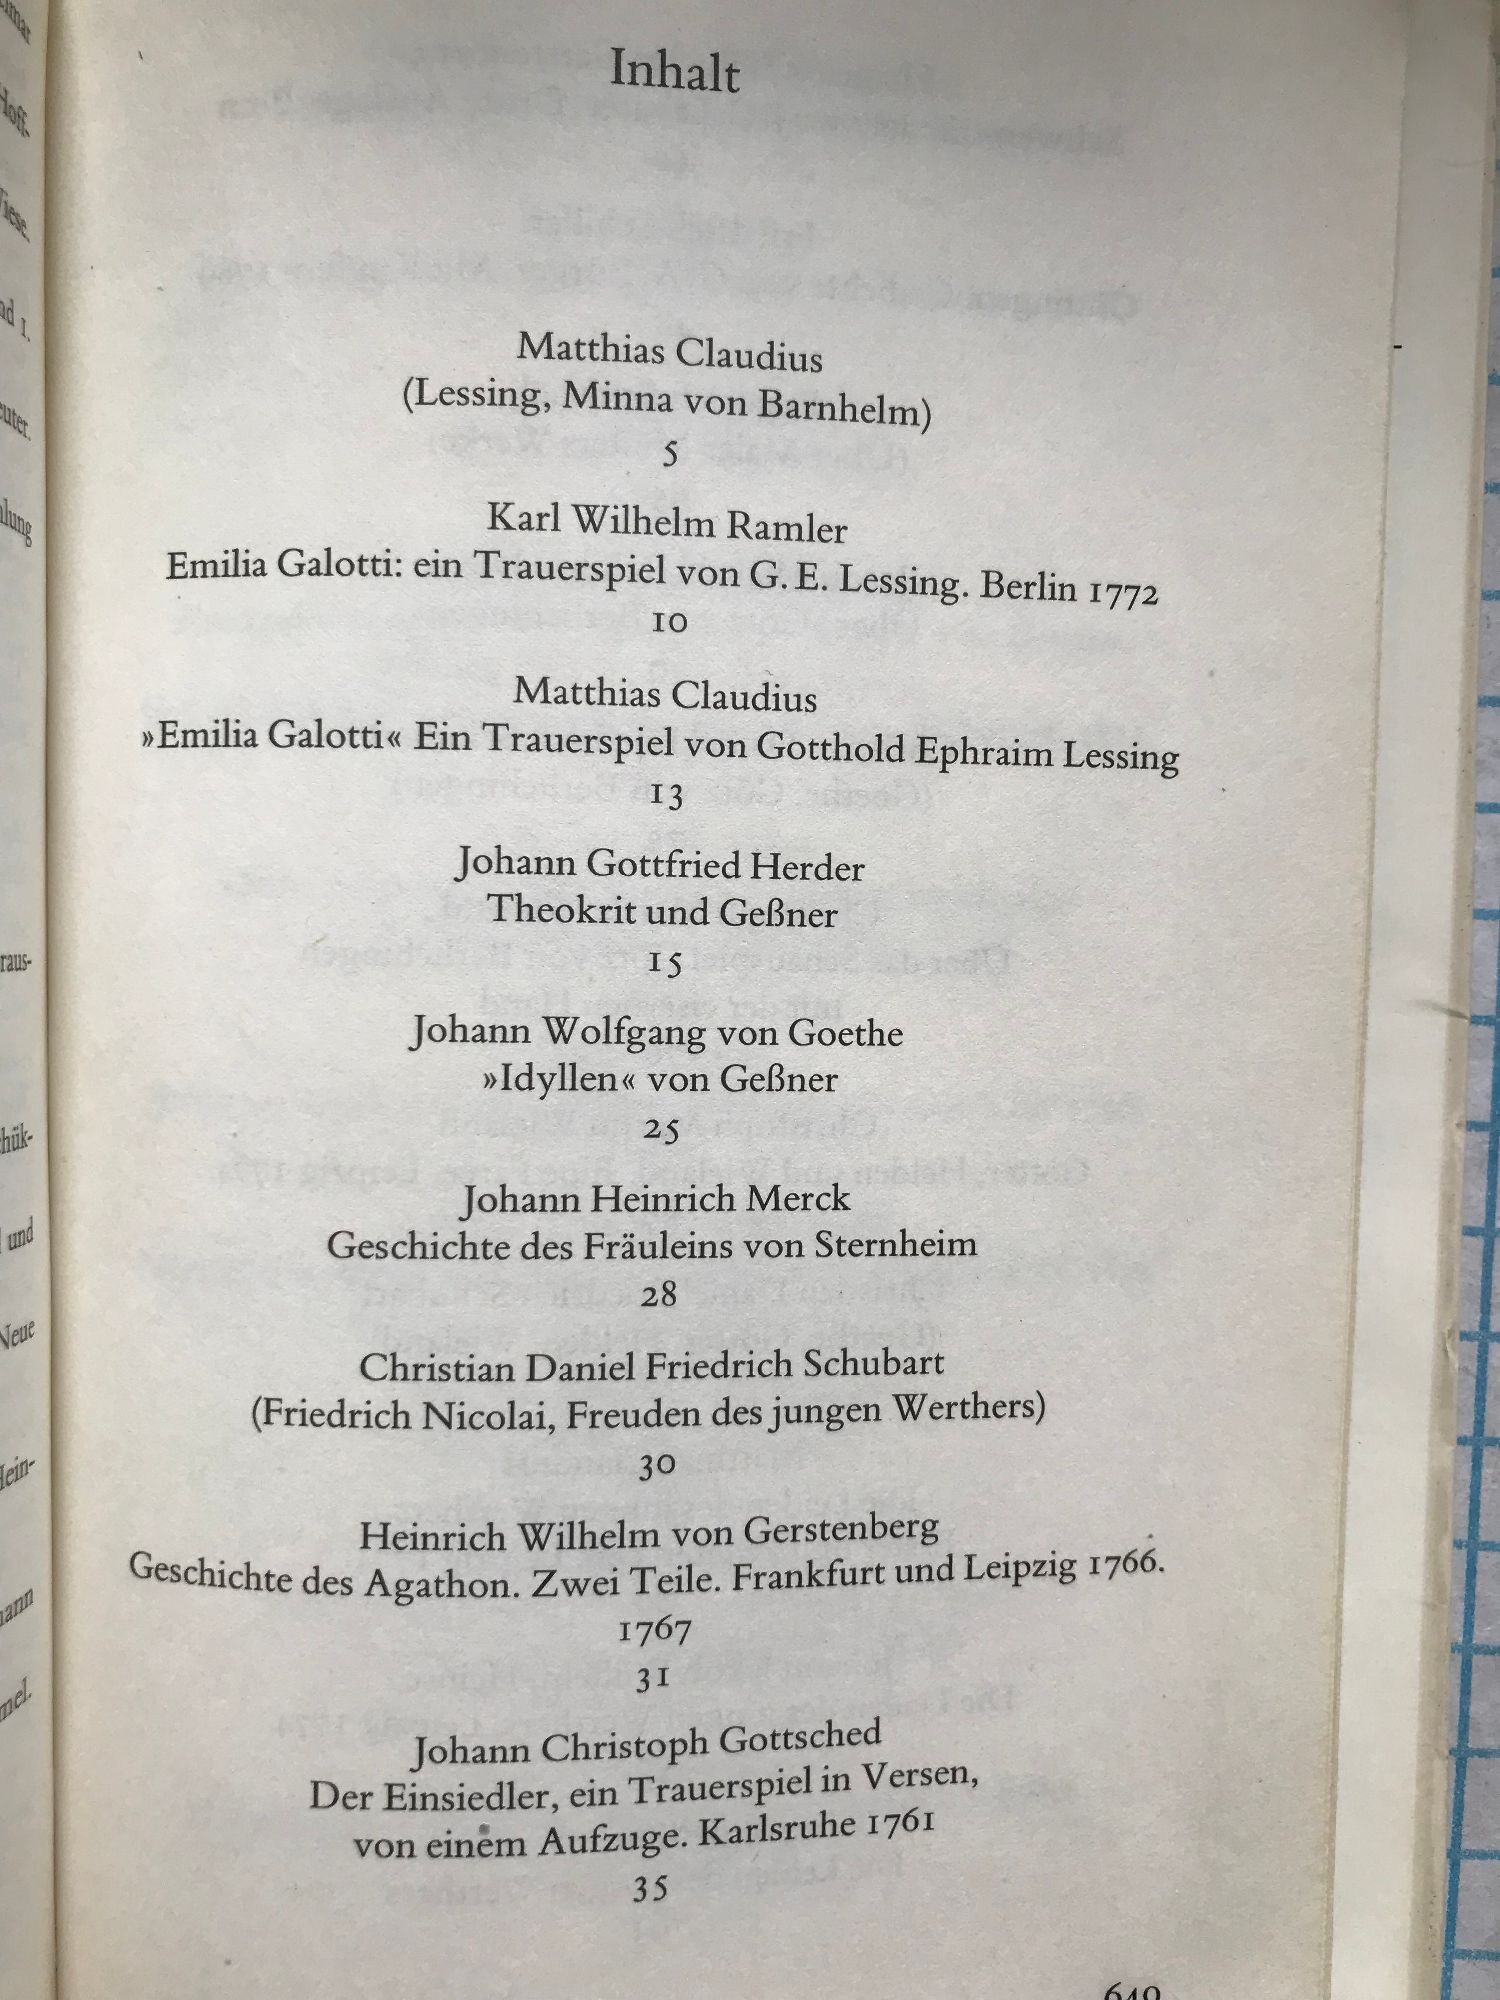 Inhalt
Matthias Claudius
(Lessing, Minna von Barnhelm)
5
Karl Wilhelm Ramler
Emilia Galotti: ein Trauerspiel von G. E. Lessing. Berlin 1772
10
Matthias Claudius
»Emilia Galotti« Ein Trauerspiel von Gotthold Ephraim Lessing
13
Johann Gottfried Herder
Theokrit und Geßner
15
Johann Wolfgang von Goethe
»Idyllen« von Geßner
25
Johann Heinrich Merck
Geschichte des Fräuleins von Sternheim
28
Christian Daniel Friedrich Schubart
(Friedrich Nicolai, Freuden des jungen Werthers)
30
Heinrich Wilhelm von Gerstenberg
Geschichte des Agathon. Zwei Teile. Frankfurt und Leipzig 1766.
1767
31
Johann Christoph Gottsched
Der Einsiedler, ein Trauerspiel in Versen,
von einem Aufzuge. Karlsruhe 1761
35